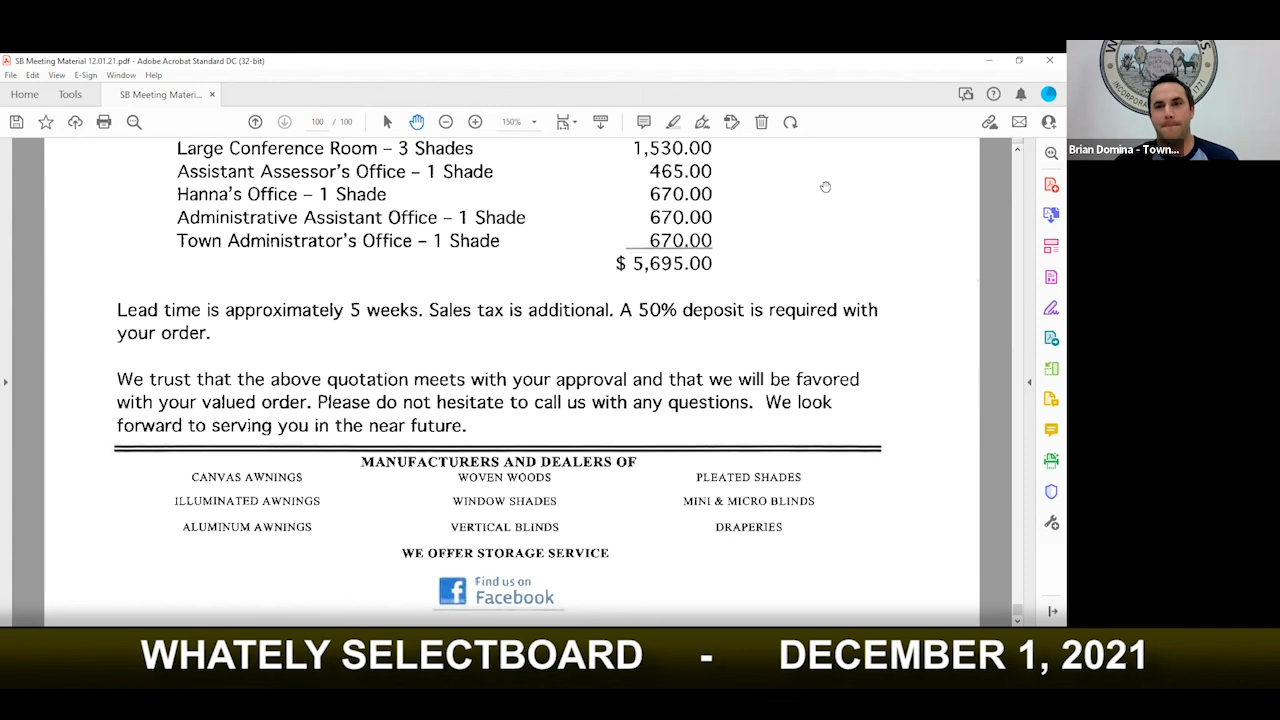 SB Meeting Material 12.01.21.pdf - Adobe Acrobat Standard DC (32-bit)
File Edit View E-Sign Window Help
Home Tools SB Meeting Materi... ×
100 / 100 150%
Large Conference Room – 3 Shades 1,530.00
Assistant Assessor's Office – 1 Shade 465.00
Hanna's Office – 1 Shade 670.00
Administrative Assistant Office – 1 Shade 670.00
Town Administrator's Office – 1 Shade 670.00
$ 5,695.00
Lead time is approximately 5 weeks. Sales tax is additional. A 50% deposit is required with
your order.
We trust that the above quotation meets with your approval and that we will be favored
with your valued order. Please do not hesitate to call us with any questions. We look
forward to serving you in the near future.
MANUFACTURERS AND DEALERS OF
CANVAS AWNINGS WOVEN WOODS PLEATED SHADES
ILLUMINATED AWNINGS WINDOW SHADES MINI & MICRO BLINDS
ALUMINUM AWNINGS VERTICAL BLINDS DRAPERIES
WE OFFER STORAGE SERVICE
f Find us on
Facebook
Brian Domina - Town...
WHATELY SELECTBOARD - DECEMBER 1, 2021